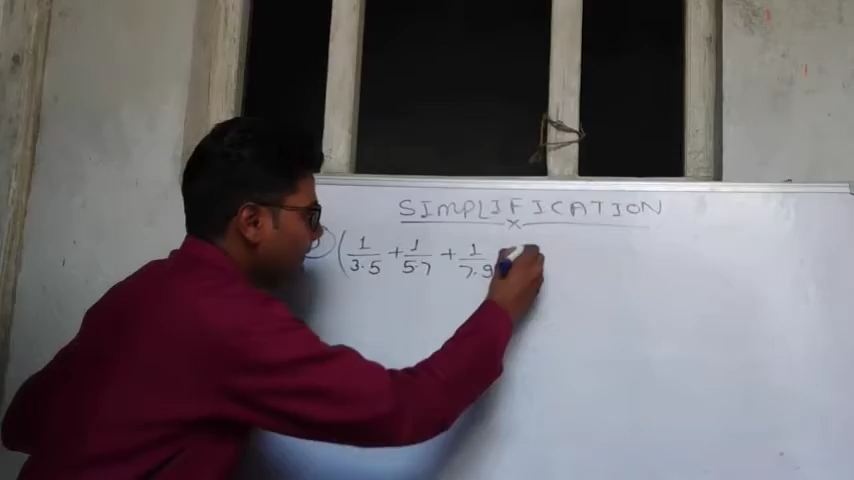 SIMPLIFICATION
x
( 1/3·5 + 1/5·7 + 1/7·9